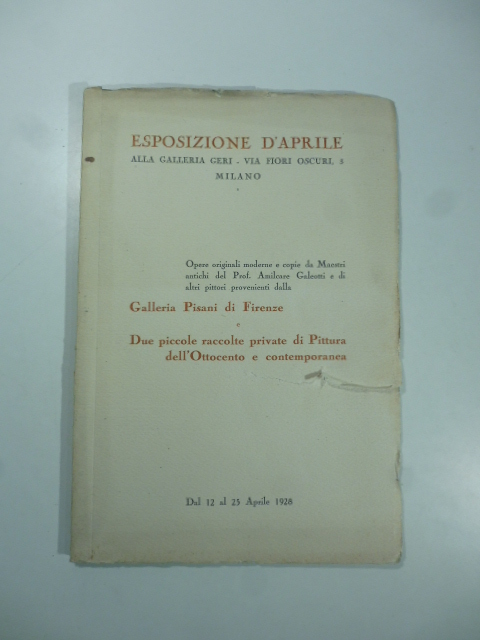 ESPOSIZIONE D'APRILE
ALLA GALLERIA GERI - VIA FIORI OSCURI, 8
MILANO
Opere originali moderne e copie da Maestri
antichi del Prof. Amilcare Galeotti e di
altri pittori provenienti dalla
Galleria Pisani di Firenze
e
Due piccole raccolte private di Pittura
dell'Ottocento e contemporanea
Dal 12 al 25 Aprile 1928